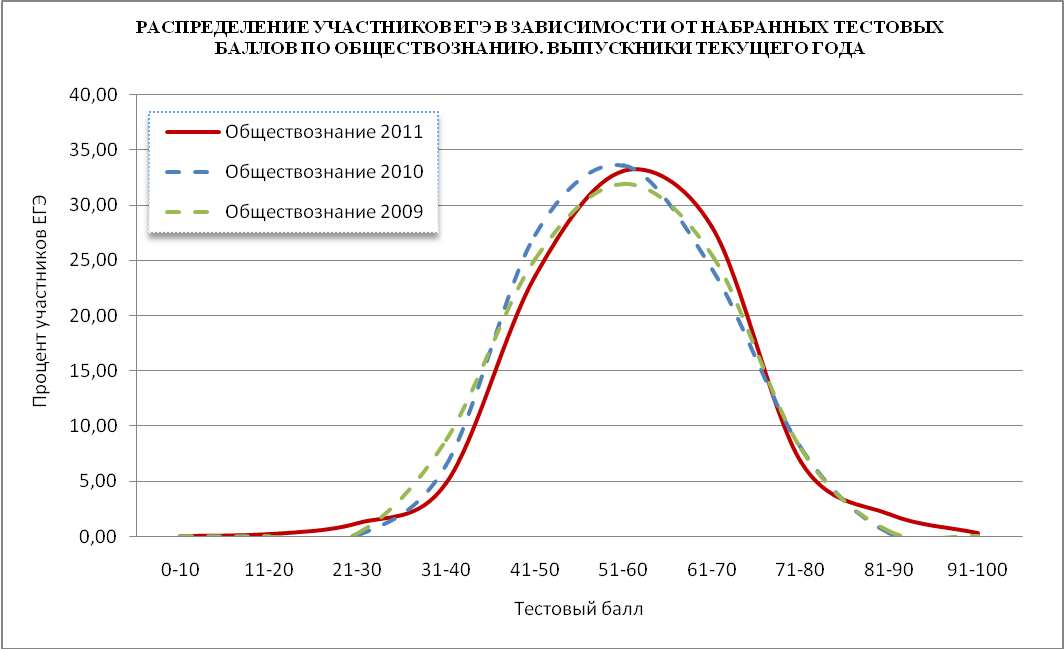 РАСПРЕДЕЛЕНИЕ УЧАСТНИКОВ ЕГЭ В ЗАВИСИМОСТИ ОТ НАБРАННЫХ ТЕСТОВЫХ
БАЛЛОВ ПО ОБЩЕСТВОЗНАНИЮ. ВЫПУСКНИКИ ТЕКУЩЕГО ГОДА
40,00
35,00
30,00
25,00
20,00
15,00
10,00
5,00
0,00
Процент участников ЕГЭ
Обществознание 2011
Обществознание 2010
Обществознание 2009
0-10 11-20 21-30 31-40 41-50 51-60 61-70 71-80 81-90 91-100
Тестовый балл